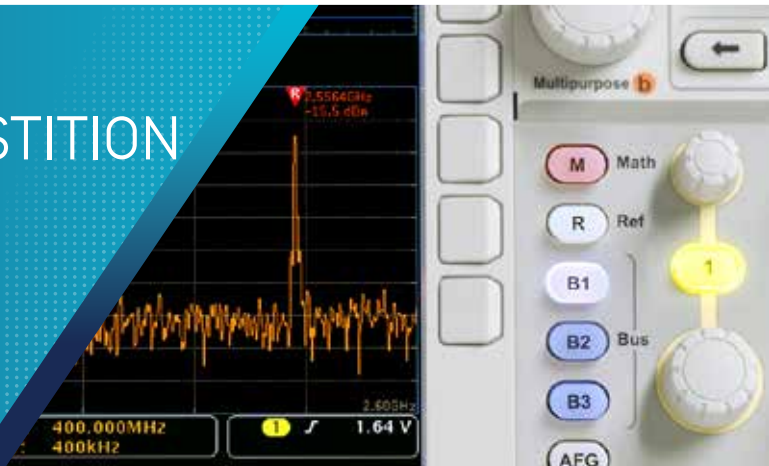 STITION
R
2.5564GHz
-15.5 dBm
2.60GHz
400.000MHz
400kHz
1 1.64 V
Multipurpose b
M Math
R Ref
1
B1
B2 Bus
B3
AFG